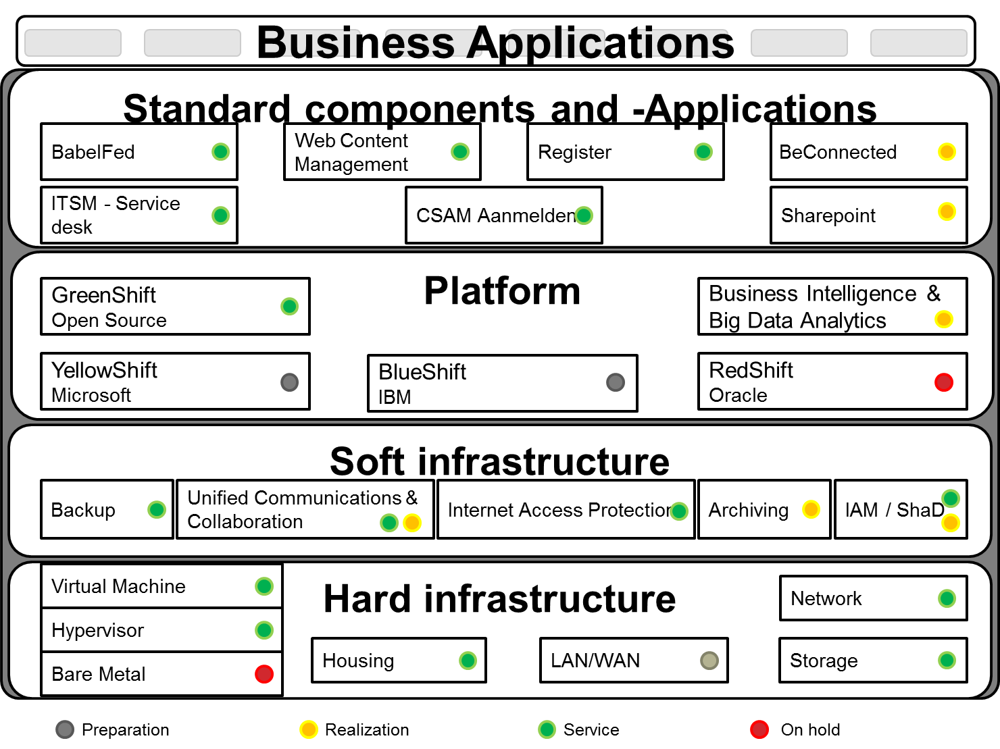 Business Applications
Standard components and -Applications
BabelFed
Web Content
Management
Register
BeConnected
ITSM - Service
desk
CSAM Aanmelden
Sharepoint
Platform
GreenShift
Open Source
Business Intelligence &
Big Data Analytics
YellowShift
Microsoft
BlueShift
IBM
RedShift
Oracle
Soft infrastructure
Backup
Unified Communications &
Collaboration
Internet Access Protection
Archiving
IAM / ShaD
Hard infrastructure
Virtual Machine
Hypervisor
Bare Metal
Housing
LAN/WAN
Network
Storage
Preparation
Realization
Service
On hold